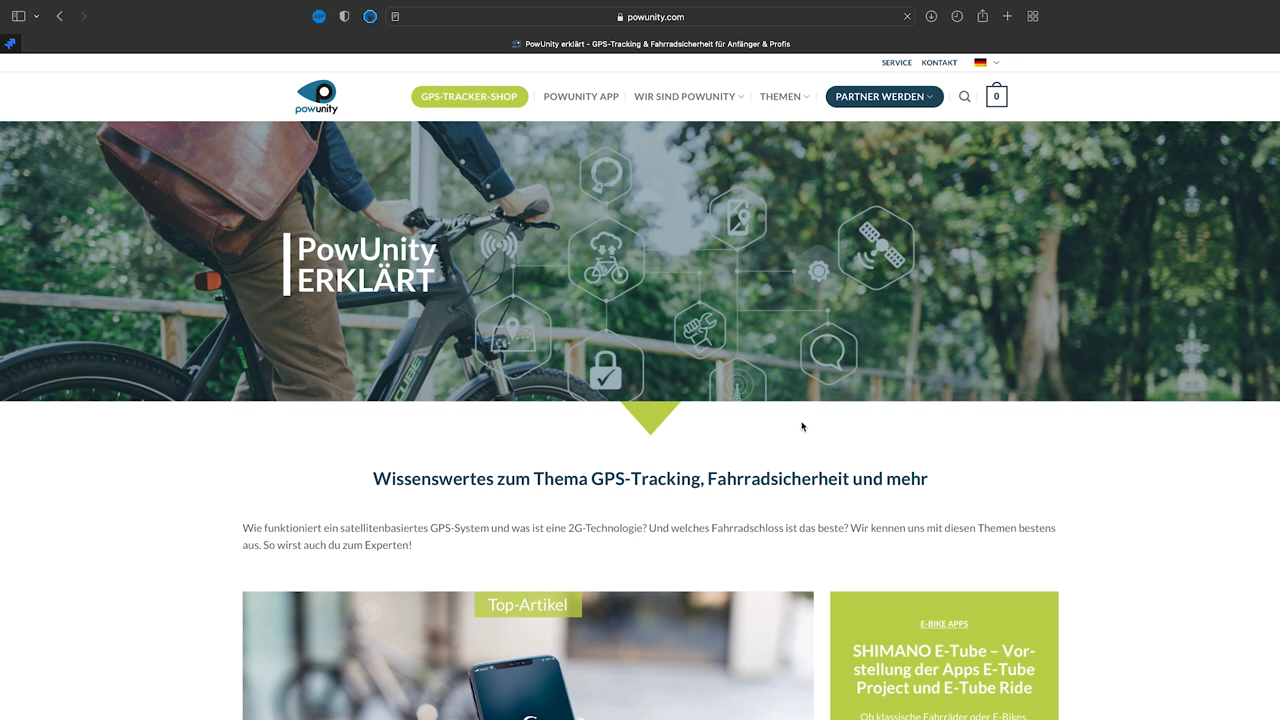 powunity.com
PowUnity erklärt - GPS-Tracking & Fahrradsicherheit für Anfänger & Profis
SERVICE KONTAKT
powunity
GPS-TRACKER-SHOP POWUNITY APP WIR SIND POWUNITY THEMEN PARTNER WERDEN 0
PowUnity
ERKLÄRT
CUBE
Wissenswertes zum Thema GPS-Tracking, Fahrradsicherheit und mehr
Wie funktioniert ein satellitenbasiertes GPS-System und was ist eine 2G-Technologie? Und welches Fahrradschloss ist das beste? Wir kennen uns mit diesen Themen bestens
aus. So wirst auch du zum Experten!
Top-Artikel
E-BIKE APPS
SHIMANO E-Tube – Vor-
stellung der Apps E-Tube
Project und E-Tube Ride
Ob klassische Fahrräder oder E-Bikes,